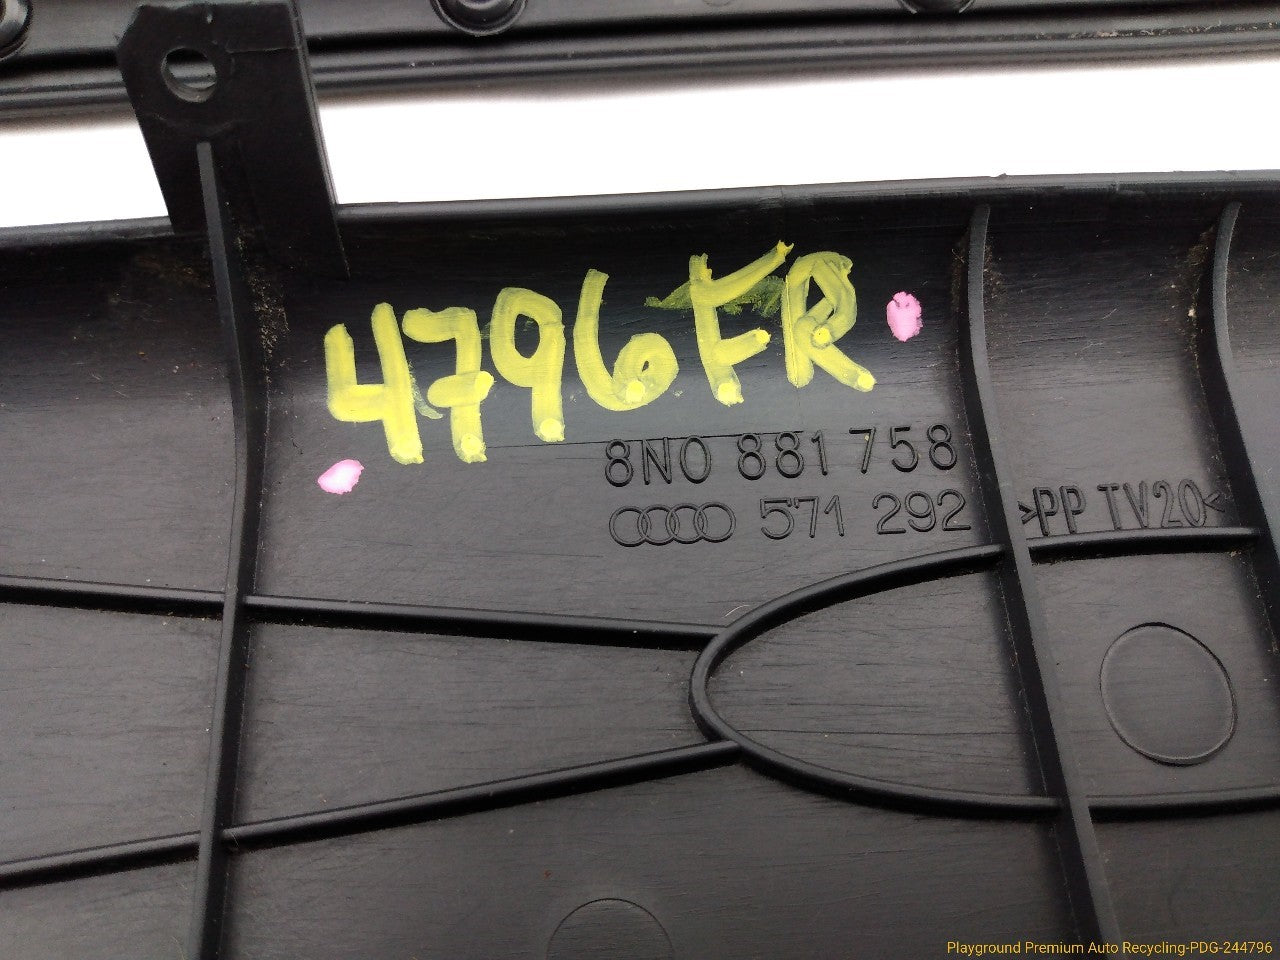 4796FR
8N0 881 758
571 292
>PP TV20<
Playground Premium Auto Recycling-PDG-244796